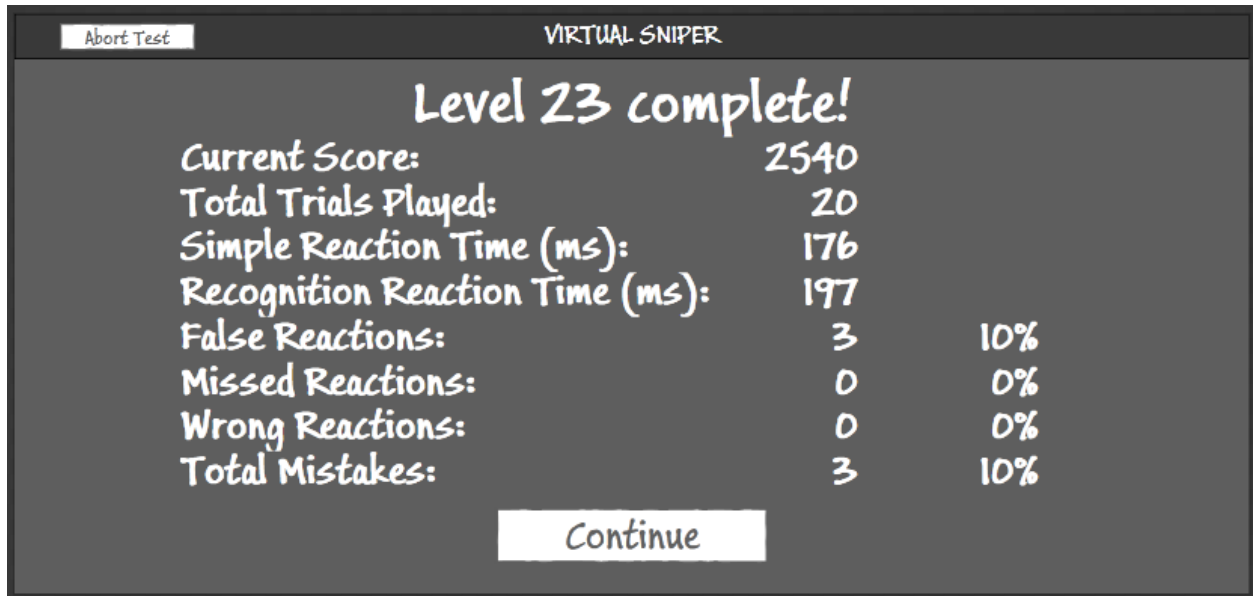 Abort Test VIRTUAL SNIPER
Level 23 complete!
Current Score: 2540
Total Trials Played: 20
Simple Reaction Time (ms): 176
Recognition Reaction Time (ms): 197
False Reactions: 3 10%
Missed Reactions: 0 0%
Wrong Reactions: 0 0%
Total Mistakes: 3 10%
Continue